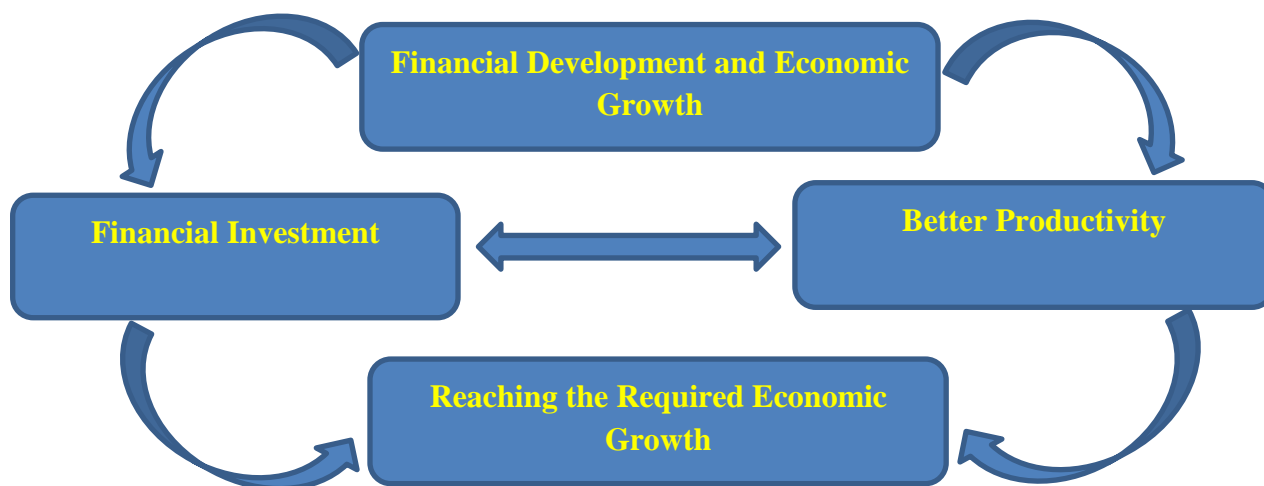 Financial Development and Economic
Growth
Financial Investment
Better Productivity
Reaching the Required Economic
Growth